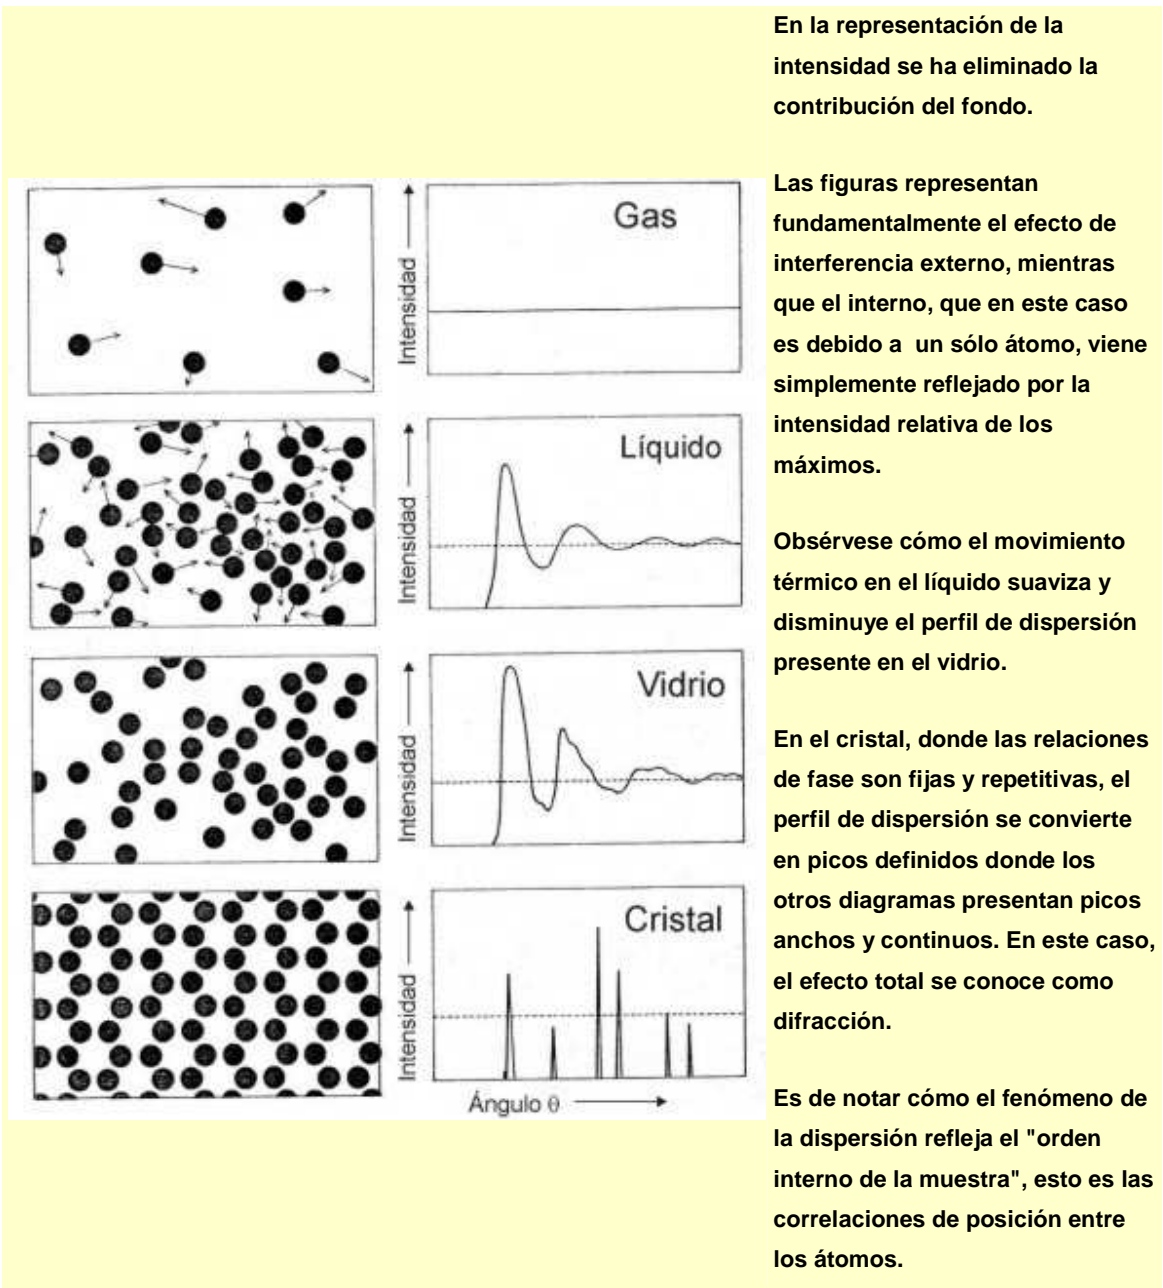 En la representación de la
intensidad se ha eliminado la
contribución del fondo.
Las figuras representan
fundamentalmente el efecto de
interferencia externo, mientras
que el interno, que en este caso
es debido a un sólo átomo, viene
simplemente reflejado por la
intensidad relativa de los
máximos.
Obsérvese cómo el movimiento
térmico en el líquido suaviza y
disminuye el perfil de dispersión
presente en el vidrio.
En el cristal, donde las relaciones
de fase son fijas y repetitivas, el
perfil de dispersión se convierte
en picos definidos donde los
otros diagramas presentan picos
anchos y continuos. En este caso,
el efecto total se conoce como
difracción.
Es de notar cómo el fenómeno de
la dispersión refleja el "orden
interno de la muestra", esto es las
correlaciones de posición entre
los átomos.
Intensidad
Gas
Intensidad
Líquido
Intensidad
Vidrio
Intensidad
Cristal
Ángulo θ